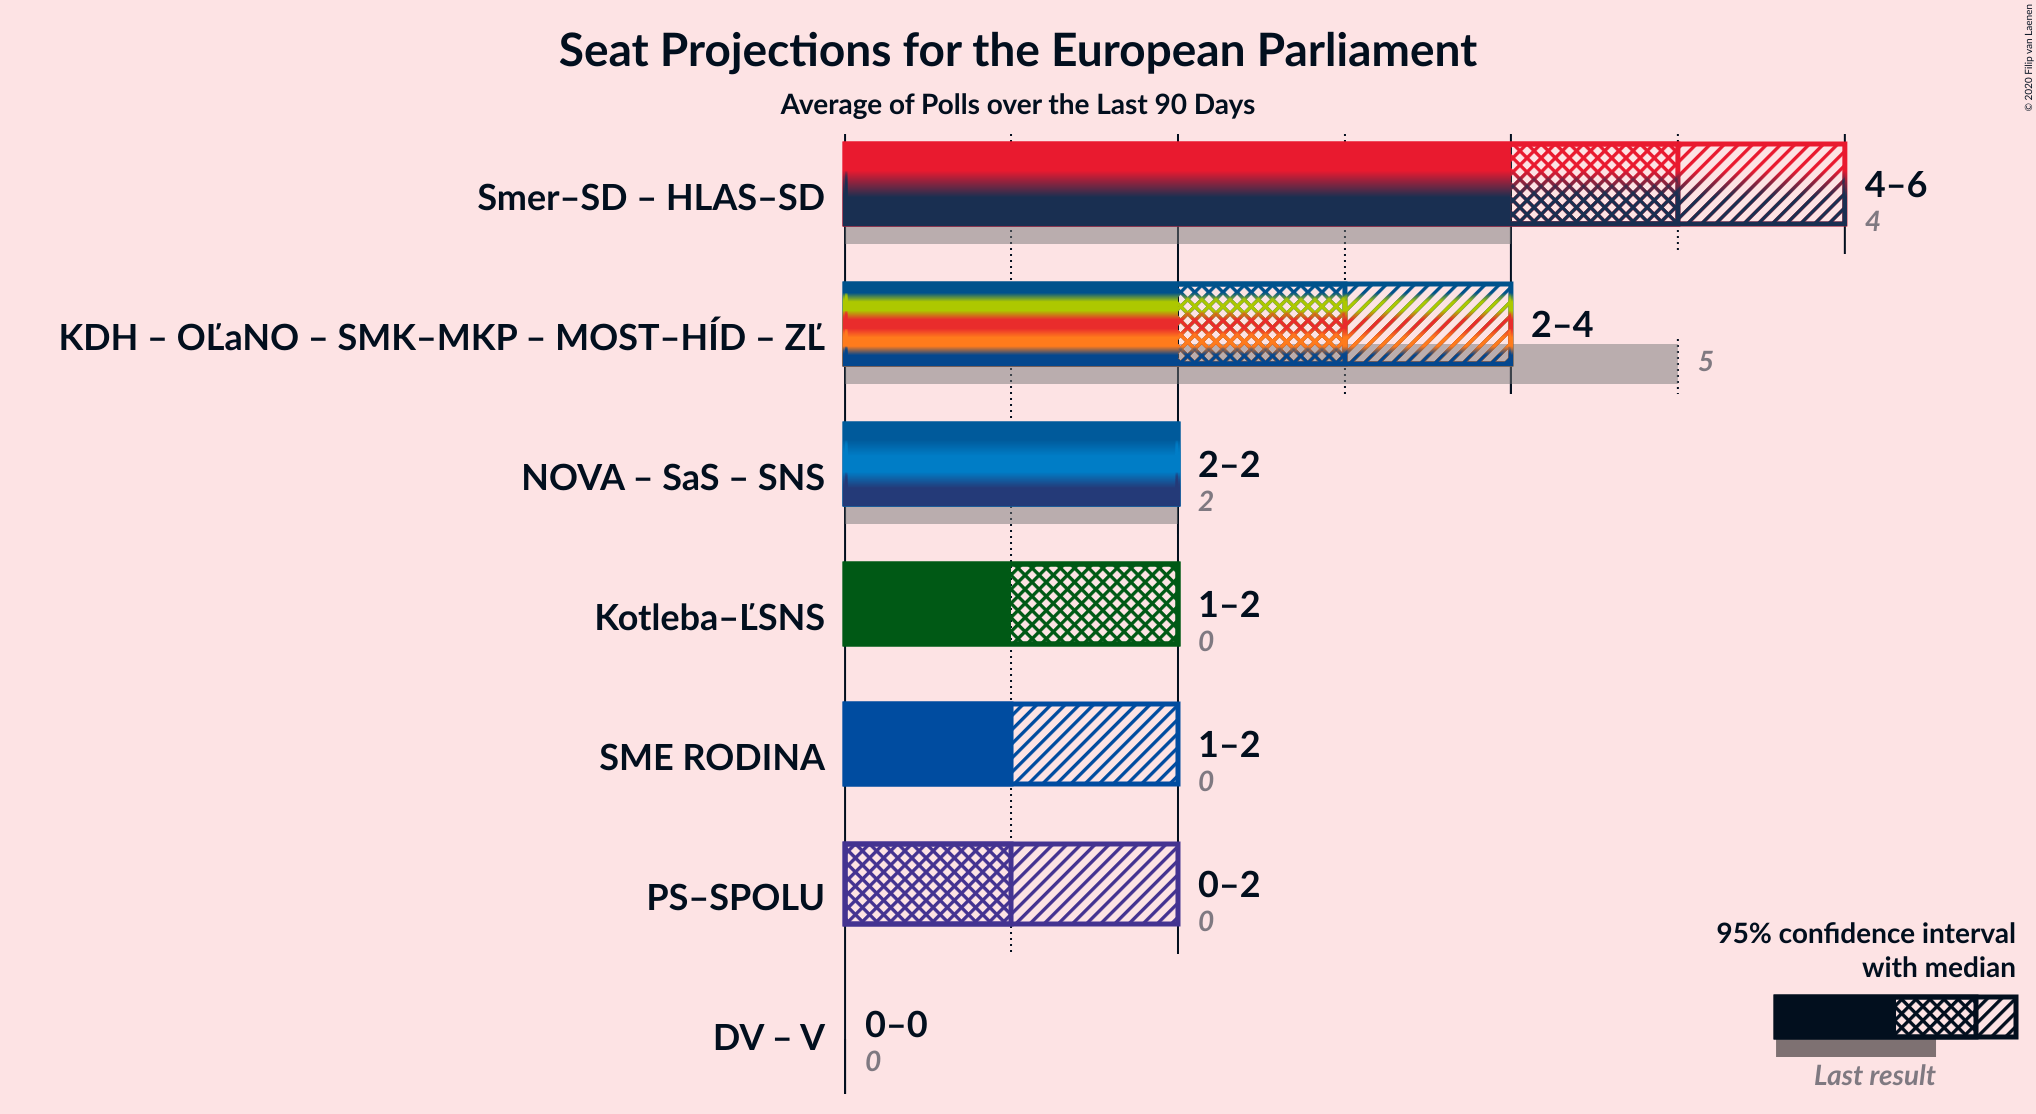 Seat Projections for the European Parliament
Average of Polls over the Last 90 Days
© 2020 Filip van Laenen
Smer–SD – HLAS–SD
4–6
4
KDH – OĽaNO – SMK–MKP – MOST–HÍD – ZĽ
2–4
5
NOVA – SaS – SNS
2–2
2
Kotleba–ĽSNS
1–2
0
SME RODINA
1–2
0
PS–SPOLU
0–2
0
DV – V
0–0
0
95% confidence interval
with median
Last result